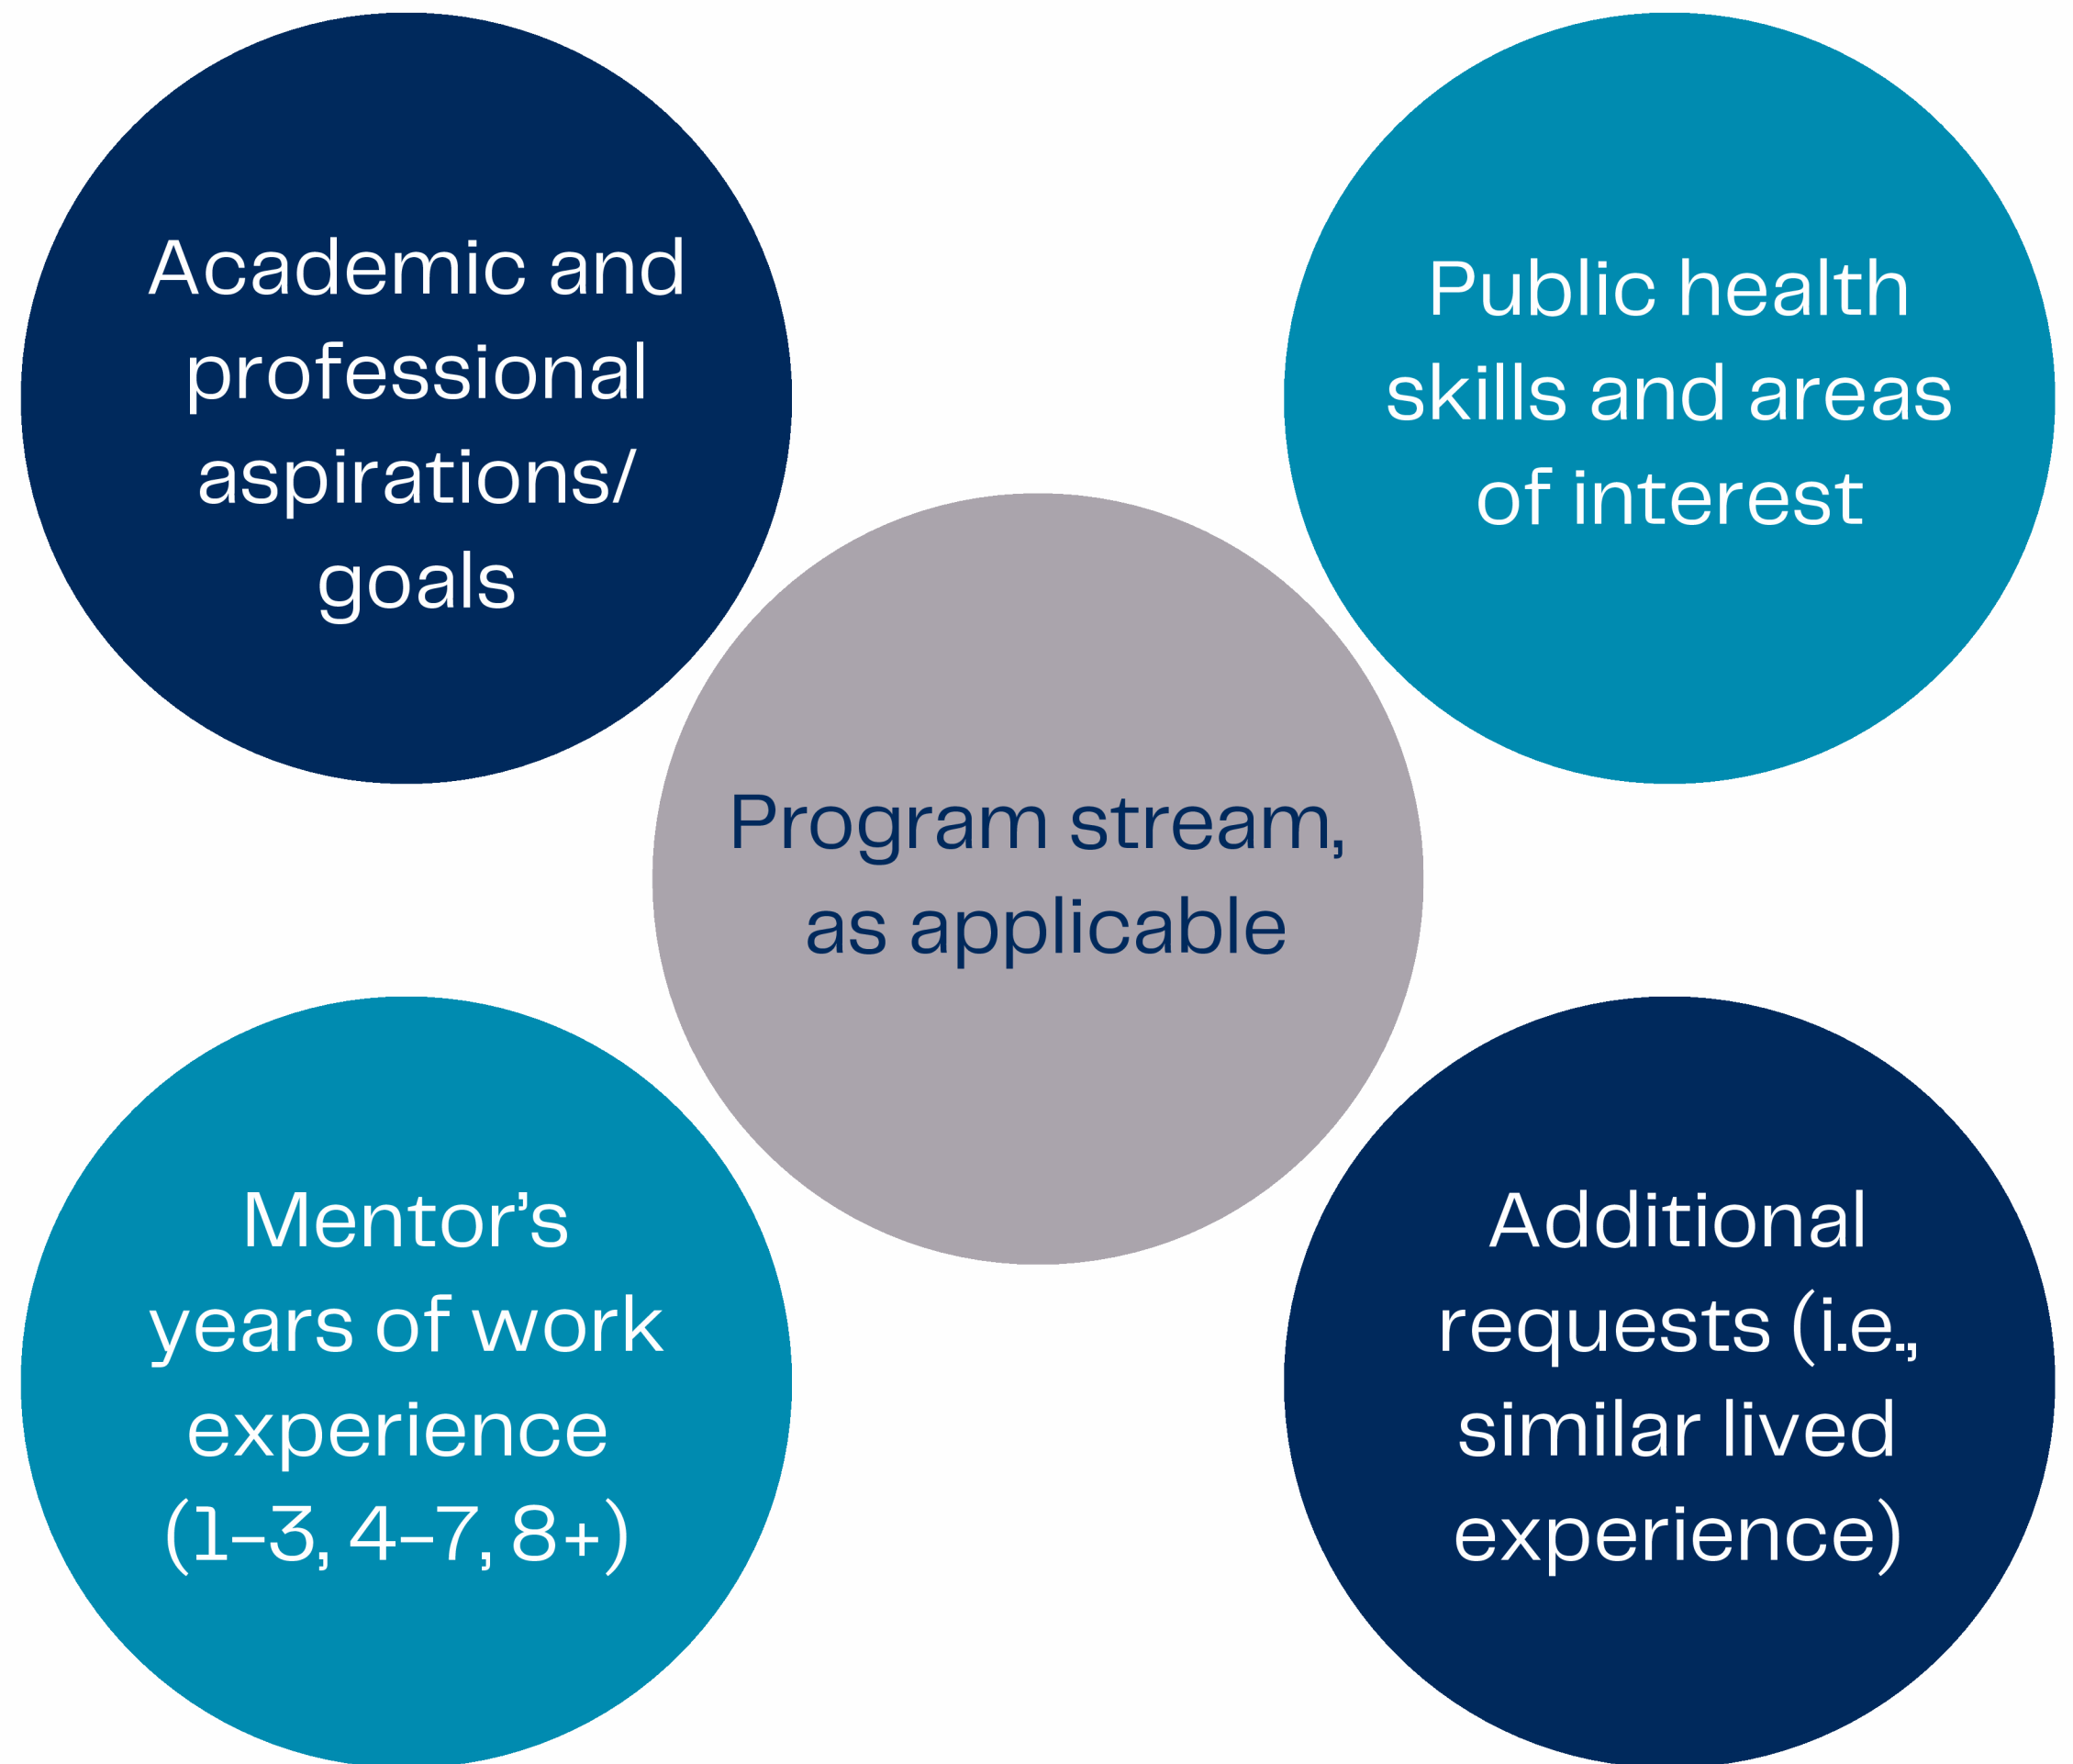 Academic and
professional
aspirations/
goals
Public health
skills and areas
of interest
Program stream,
as applicable
Mentor's
years of work
experience
(1–3, 4–7, 8+)
Additional
requests (i.e.,
similar lived
experience)